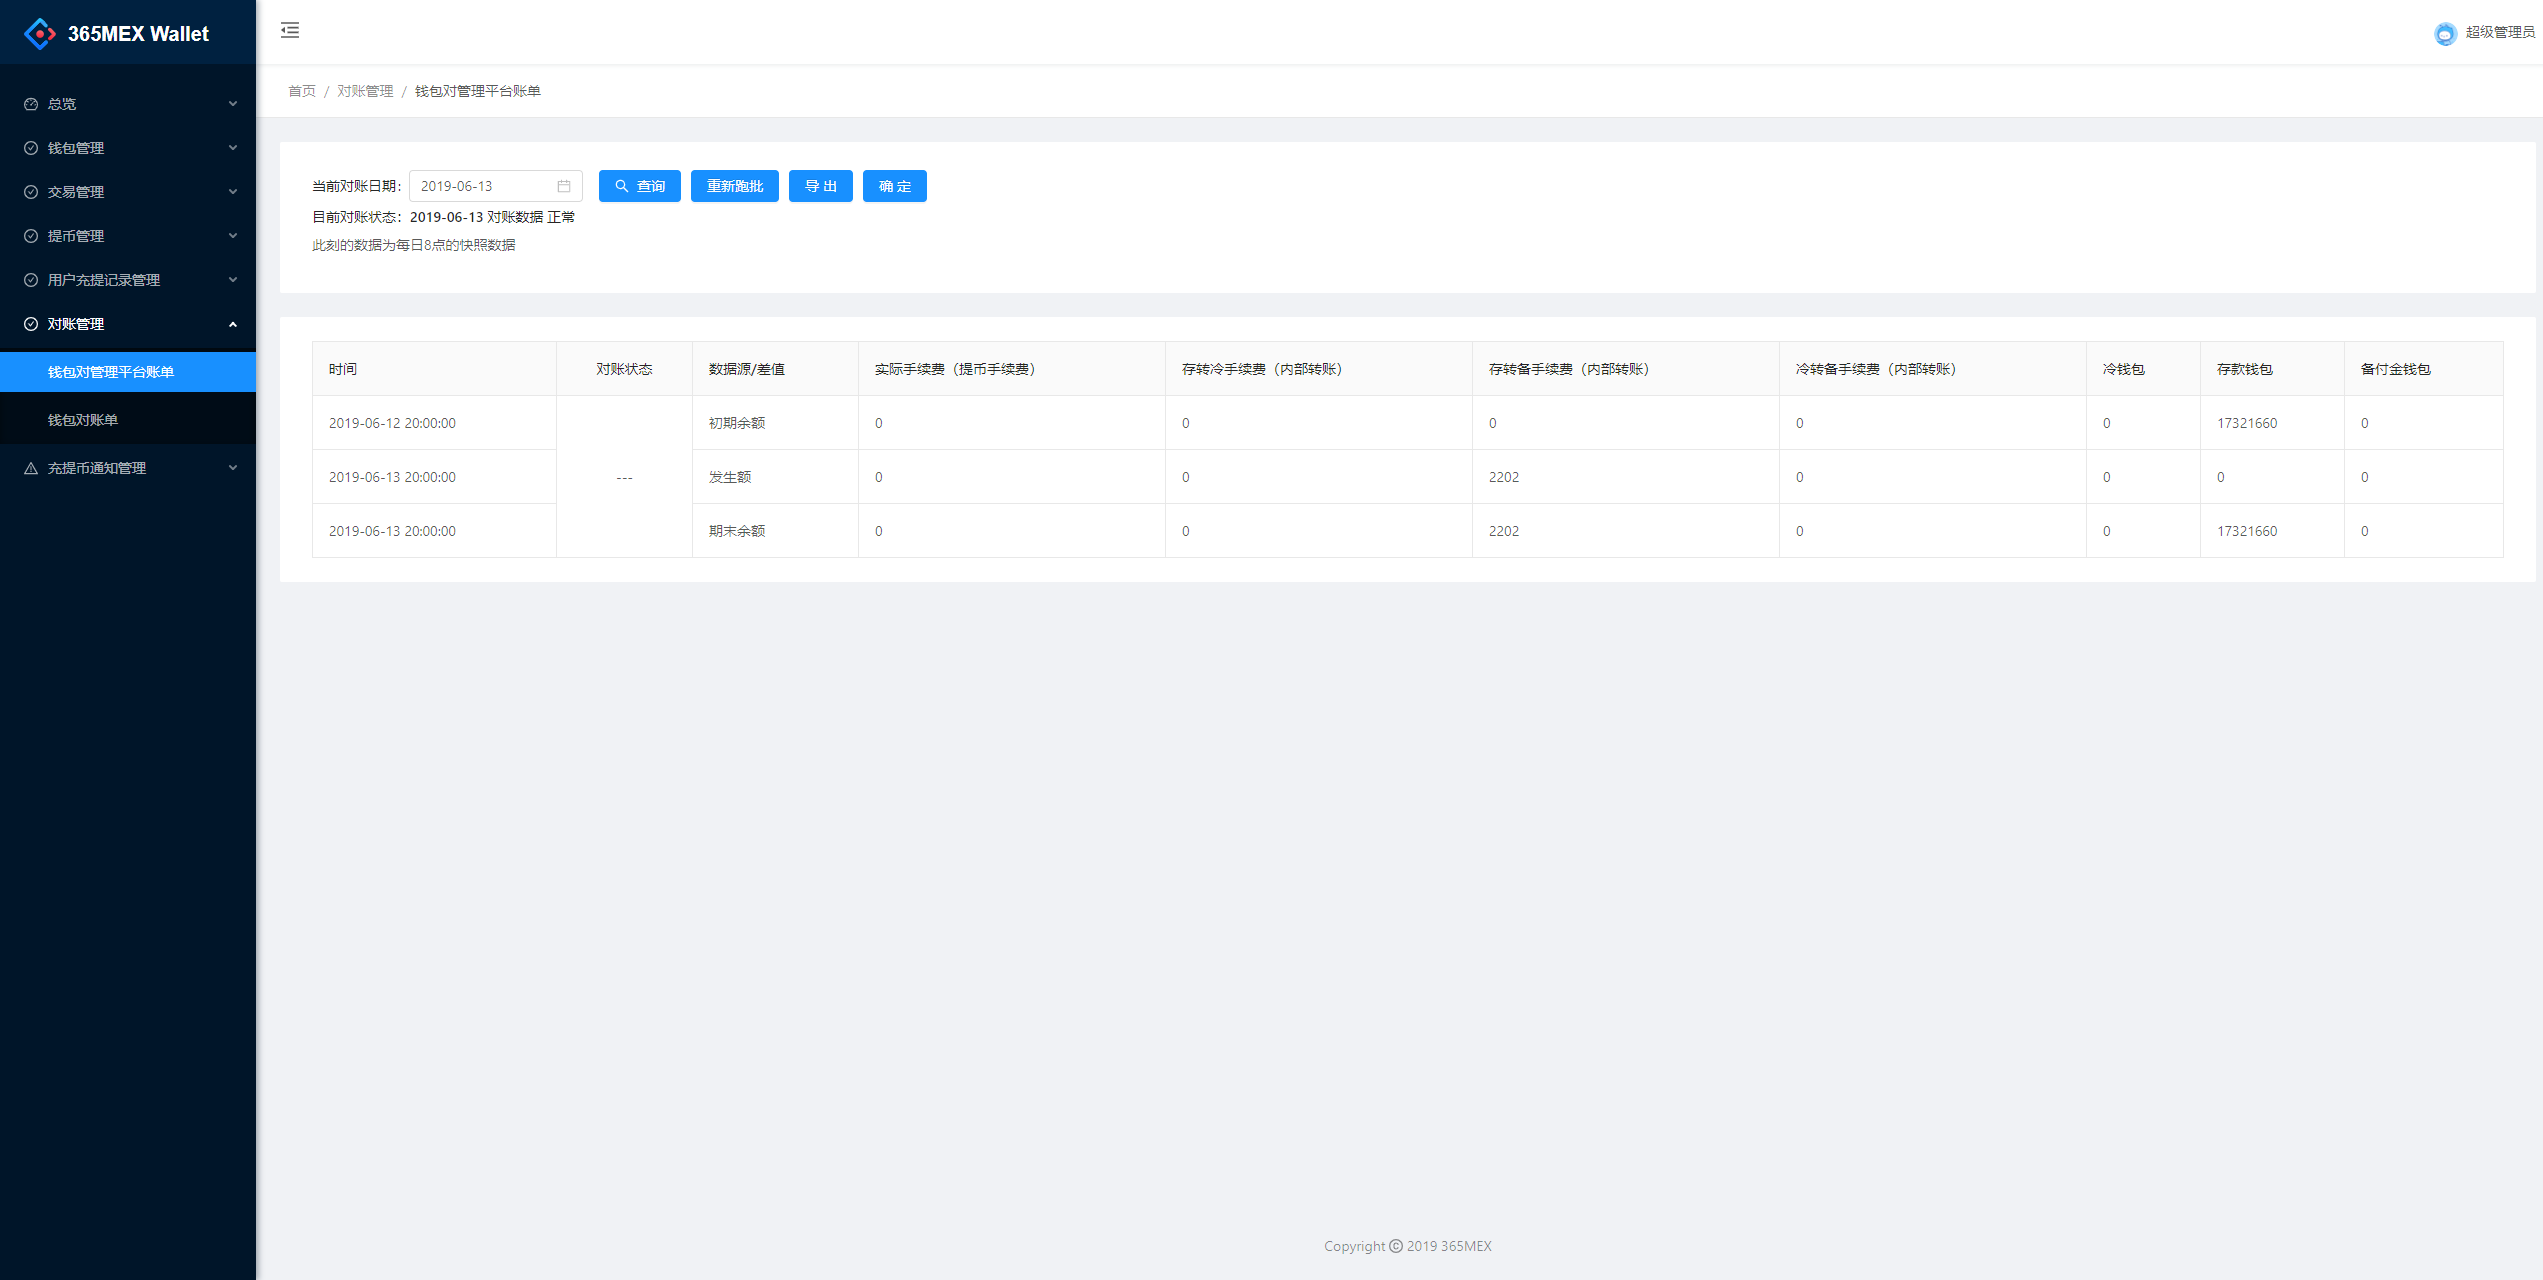 365MEX Wallet
超级管理员
总览
钱包管理
交易管理
提币管理
用户充提记录管理
对账管理
钱包对管理平台账单
钱包对账单
充提币通知管理
首页 / 对账管理 / 钱包对管理平台账单
当前对账日期： 2019-06-13 查询 重新跑批 导 出 确 定
目前对账状态：2019-06-13 对账数据 正常
此刻的数据为每日8点的快照数据
时间 对账状态 数据源/差值 实际手续费（提币手续费） 存转冷手续费（内部转账） 存转备手续费（内部转账） 冷转备手续费（内部转账） 冷钱包 存款钱包 备付金钱包
2019-06-12 20:00:00 初期余额 0 0 0 0 0 17321660 0
2019-06-13 20:00:00 --- 发生额 0 0 2202 0 0 0 0
2019-06-13 20:00:00 期末余额 0 0 2202 0 0 17321660 0
Copyright © 2019 365MEX